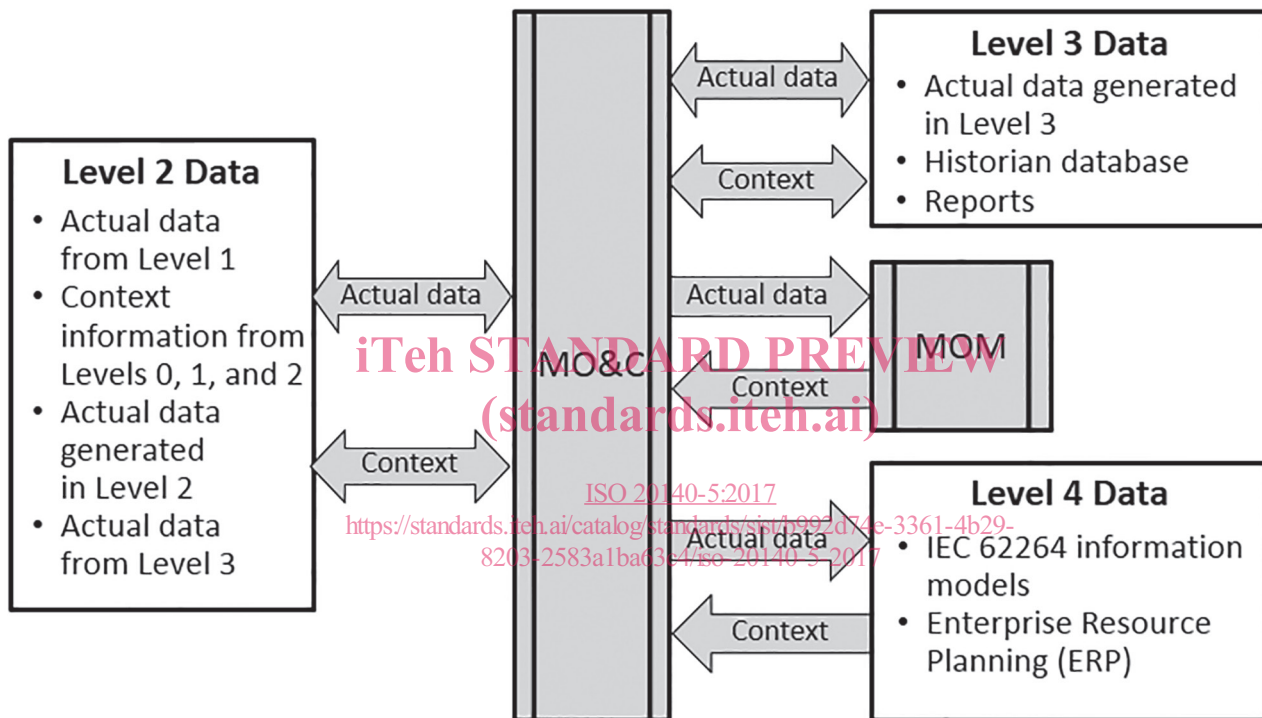 Level 2 Data
• Actual data
from Level 1
• Context
information from
Levels 0, 1, and 2
• Actual data
generated
in Level 2
• Actual data
from Level 3
Actual data
Context
MO&C
Actual data
Context
Actual data
Context
Actual data
Context
Level 3 Data
• Actual data generated
in Level 3
• Historian database
• Reports
MOM
Level 4 Data
• IEC 62264 information
models
• Enterprise Resource
Planning (ERP)
iTeh STANDARD PREVIEW
(standards.iteh.ai)
ISO 20140-5:2017
https://standards.iteh.ai/catalog/standards/sist/b992d74e-3361-4b29-
8203-2583a1ba63c4/iso-20140-5-2017